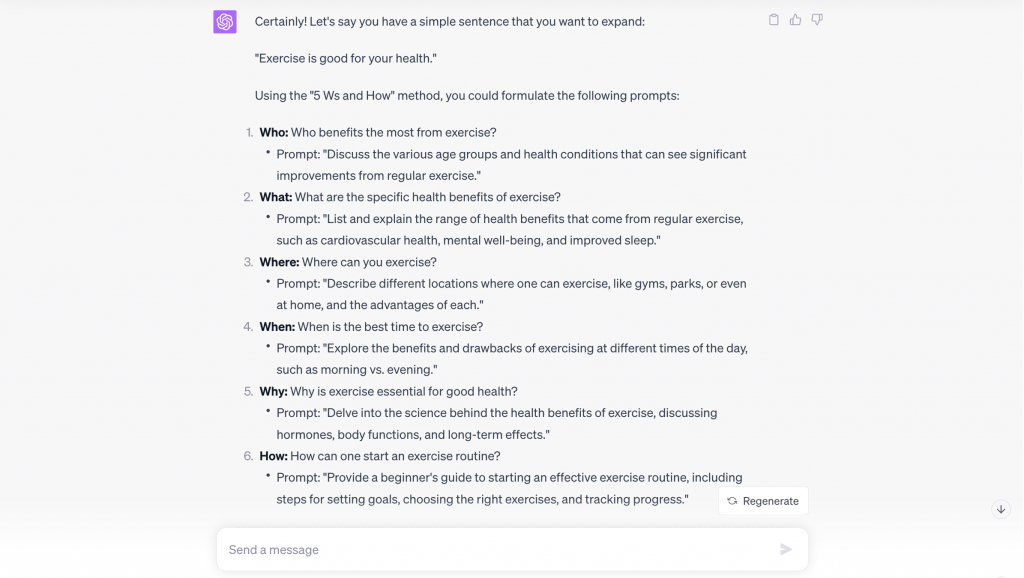 Certainly! Let's say you have a simple sentence that you want to expand:
"Exercise is good for your health."
Using the "5 Ws and How" method, you could formulate the following prompts:
1. Who: Who benefits the most from exercise?
• Prompt: "Discuss the various age groups and health conditions that can see significant
improvements from regular exercise."
2. What: What are the specific health benefits of exercise?
• Prompt: "List and explain the range of health benefits that come from regular exercise,
such as cardiovascular health, mental well-being, and improved sleep."
3. Where: Where can you exercise?
• Prompt: "Describe different locations where one can exercise, like gyms, parks, or even
at home, and the advantages of each."
4. When: When is the best time to exercise?
• Prompt: "Explore the benefits and drawbacks of exercising at different times of the day,
such as morning vs. evening."
5. Why: Why is exercise essential for good health?
• Prompt: "Delve into the science behind the health benefits of exercise, discussing
hormones, body functions, and long-term effects."
6. How: How can one start an exercise routine?
• Prompt: "Provide a beginner's guide to starting an effective exercise routine, including
steps for setting goals, choosing the right exercises, and tracking progress."
Regenerate
Send a message